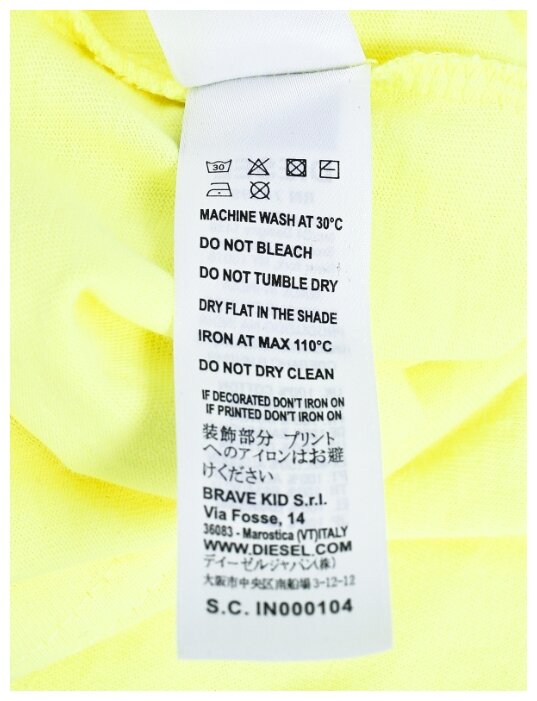 30
MACHINE WASH AT 30°C
DO NOT BLEACH
DO NOT TUMBLE DRY
DRY FLAT IN THE SHADE
IRON AT MAX 110°C
DO NOT DRY CLEAN
IF DECORATED DON'T IRON ON
IF PRINTED DON'T IRON ON
装飾部分 プリント
へのアイロンはお避
けください
BRAVE KID S.r.l.
Via Fosse, 14
36083 - Marostica (VT)ITALY
WWW.DIESEL.COM
デイーゼルジャパン(株)
大阪市中央区南船場3-12-12
S.C. IN000104